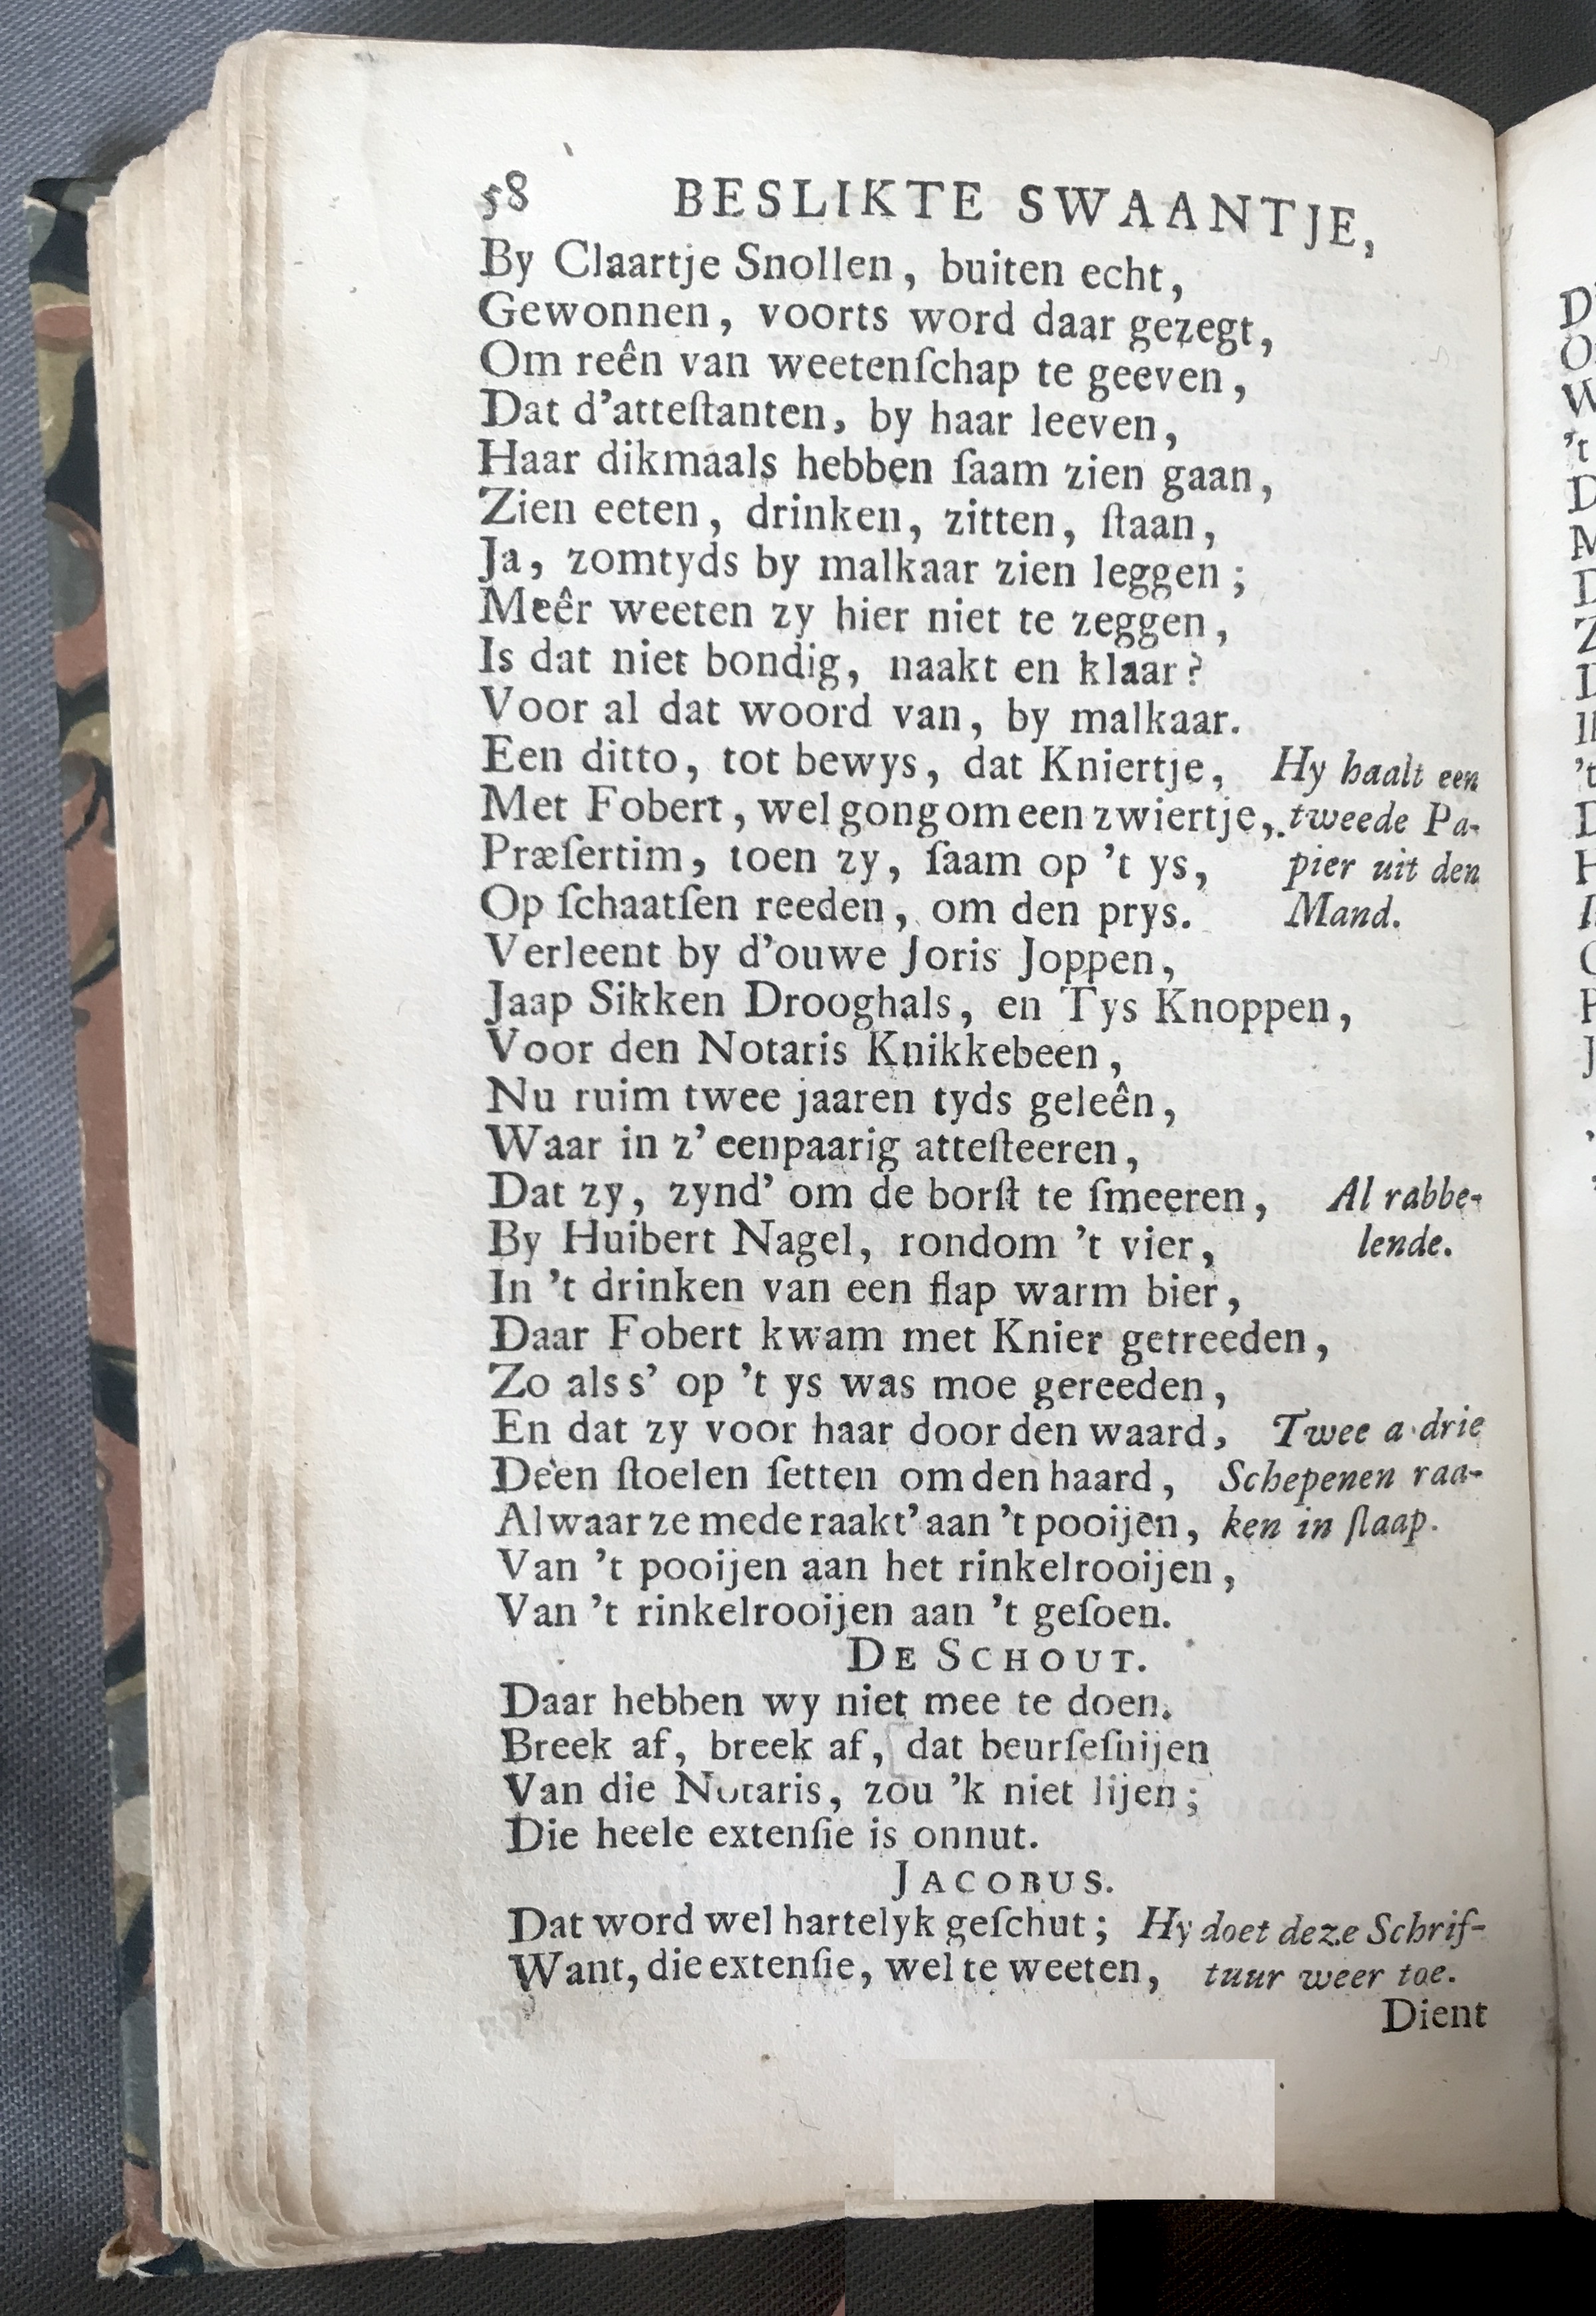 58 BESLIKTE SWAANTJE,
By Claartje Snollen, buiten echt,
Gewonnen, voorts word daar gezegt,
Om reên van weetenſchap te geeven,
Dat d'atteſtanten, by haar leeven,
Haar dikmaals hebben ſaam zien gaan,
Zien eeten, drinken, zitten, ſtaan,
Ja, zomtyds by malkaar zien leggen;
Meêr weeten zy hier niet te zeggen,
Is dat niet bondig, naakt en klaar?
Voor al dat woord van, by malkaar.
Een ditto, tot bewys, dat Kniertje, Hy haalt een
Met Fobert, wel gong om een zwiertje, tweede Pa-
Præſertim, toen zy, ſaam op 't ys, pier uit den
Op ſchaatſen reeden, om den prys. Mand.
Verleent by d'ouwe Joris Joppen,
Jaap Sikken Drooghals, en Tys Knoppen,
Voor den Notaris Knikkebeen,
Nu ruim twee jaaren tyds geleên,
Waar in z' eenpaarig atteſteeren,
Dat zy, zynd' om de borſt te ſmeeren, Al rabbe-
By Huibert Nagel, rondom 't vier, lende.
In 't drinken van een flap warm bier,
Daar Fobert kwam met Knier getreeden,
Zo als s' op 't ys was moe gereeden,
En dat zy voor haar door den waard, Twee a drie
Deên ſtoelen ſetten om den haard, Schepenen raa-
Alwaar ze mede raakt' aan 't pooijen, ken in ſlaap.
Van 't pooijen aan het rinkelrooijen,
Van 't rinkelrooijen aan 't geſoen.
DE SCHOUT.
Daar hebben wy niet mee te doen.
Breek af, breek af, dat beurſeſnijen
Van die Notaris, zou 'k niet lijen;
Die heele extenſie is onnut.
JACOBUS.
Dat word wel hartelyk geſchut; Hy doet deze Schrif-
Want, die extenſie, wel te weeten, tuur weer toe.
Dient